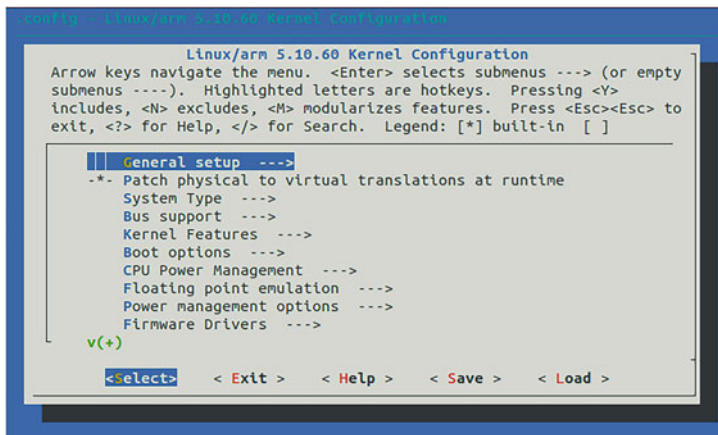 .config - Linux/arm 5.10.60 Kernel Configuration
Linux/arm 5.10.60 Kernel Configuration
Arrow keys navigate the menu.  <Enter> selects submenus ---> (or empty
submenus ----).  Highlighted letters are hotkeys.  Pressing <Y>
includes, <N> excludes, <M> modularizes features.  Press <Esc><Esc> to
exit, <?> for Help, </> for Search.  Legend: [*] built-in  [ ]
General setup  --->
-*- Patch physical to virtual translations at runtime
System Type  --->
Bus support  --->
Kernel Features  --->
Boot options  --->
CPU Power Management  --->
Floating point emulation  --->
Power management options  --->
Firmware Drivers  --->
v(+)
<Select>    < Exit >    < Help >    < Save >    < Load >